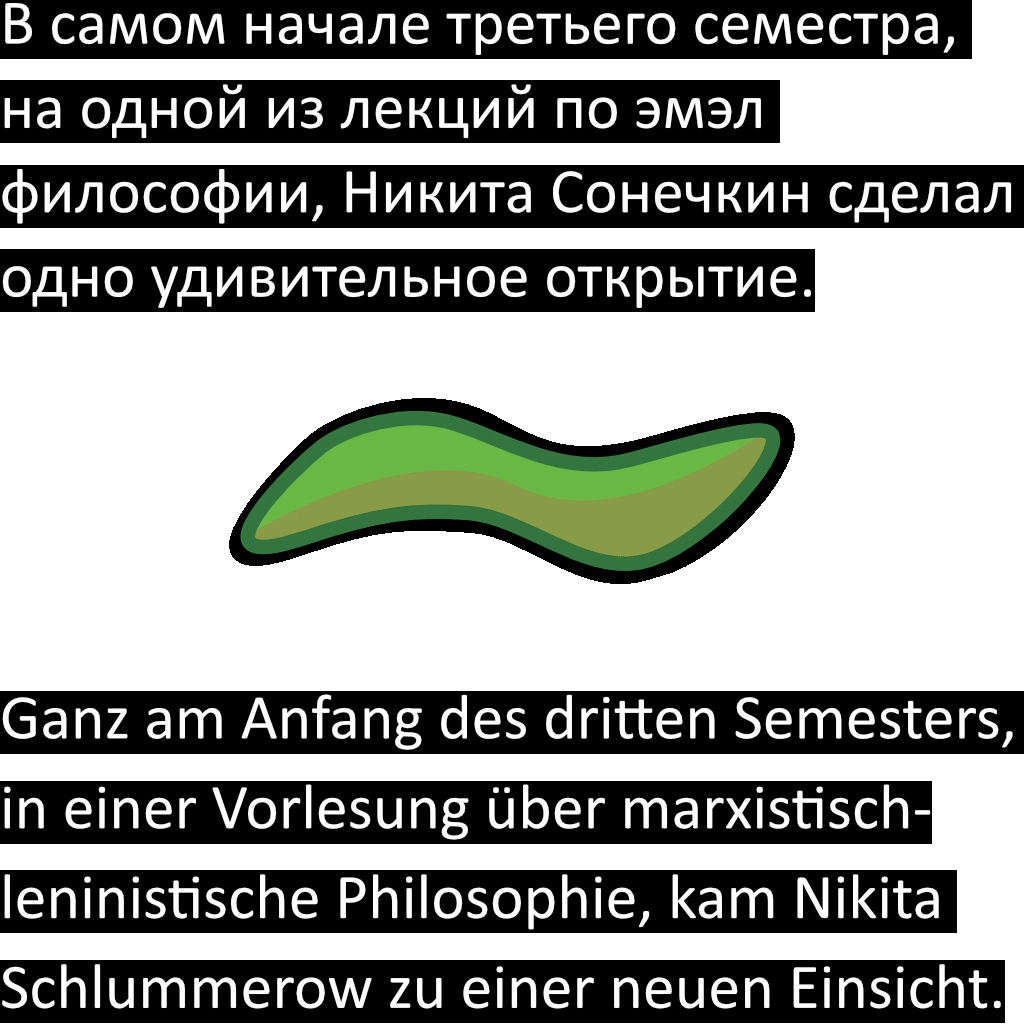 В самом начале третьего семестра,
на одной из лекций по эмэл
философии, Никита Сонечкин сделал
одно удивительное открытие.
Ganz am Anfang des dritten Semesters,
in einer Vorlesung über marxistisch-
leninistische Philosophie, kam Nikita
Schlummerow zu einer neuen Einsicht.